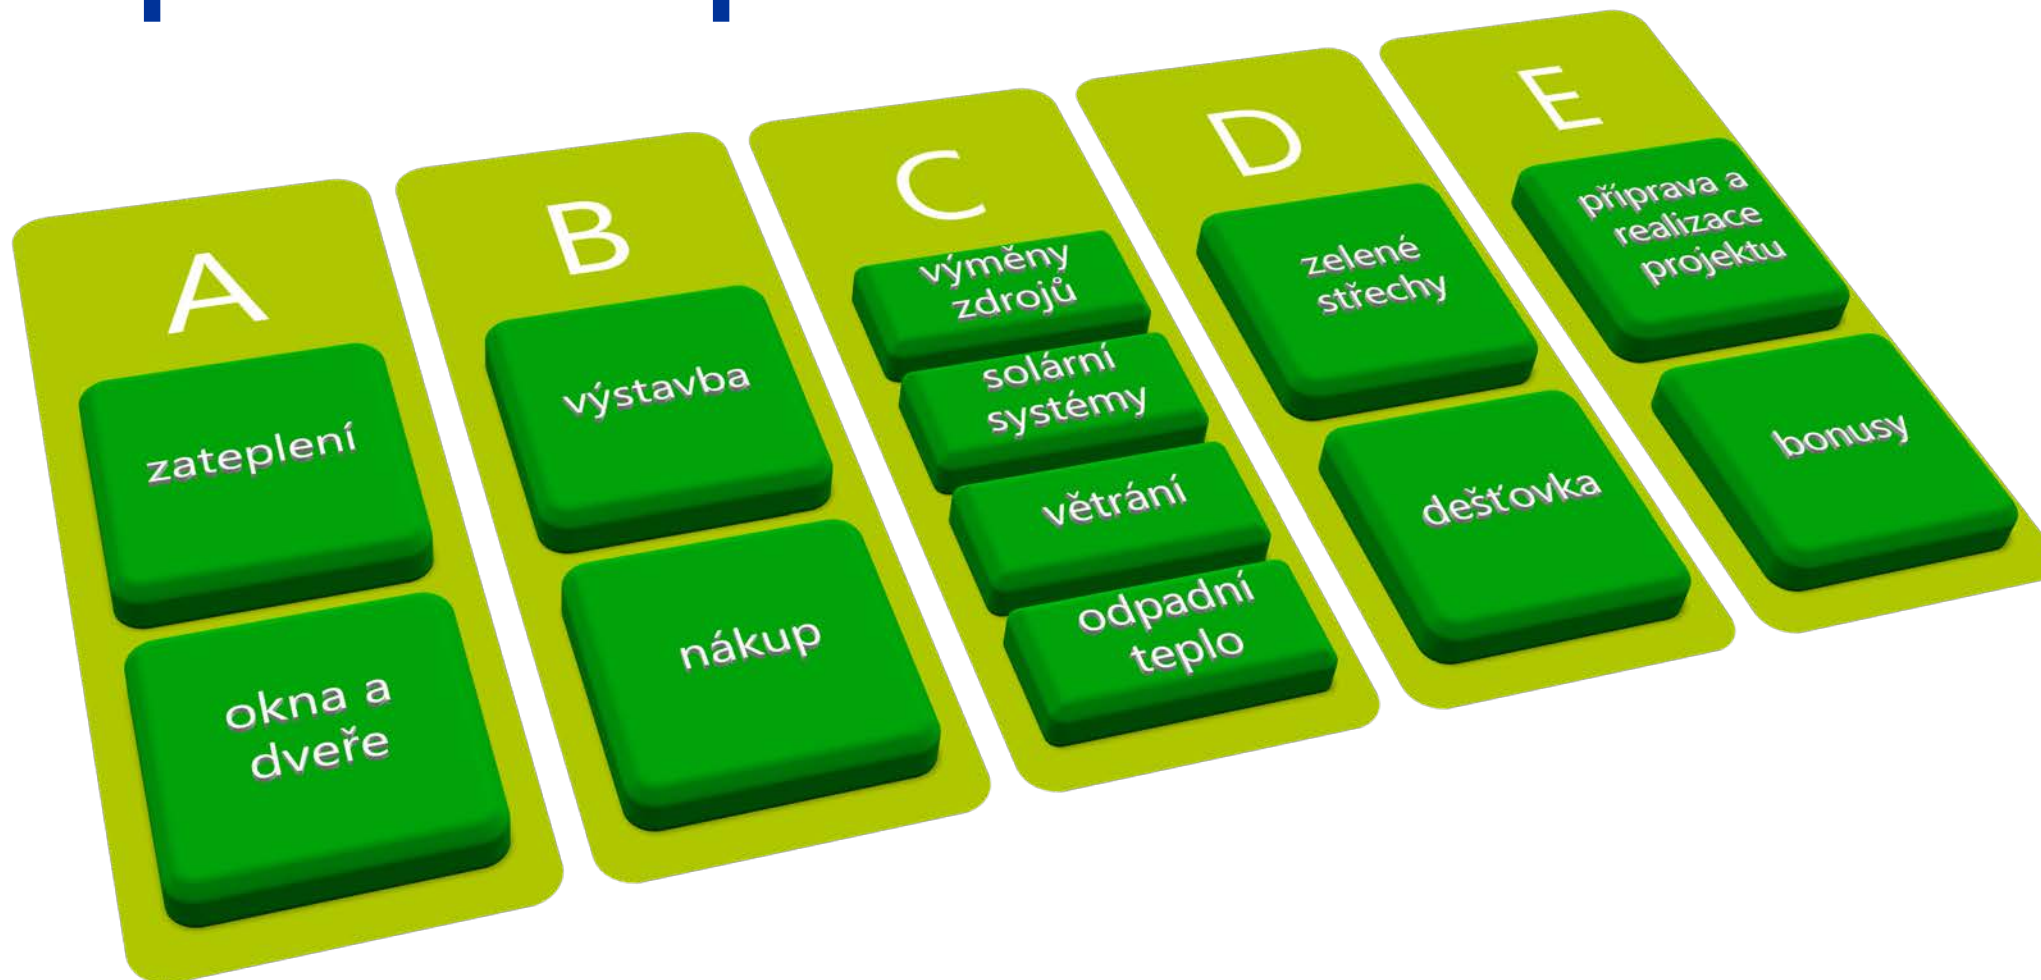 A
zateplení
okna a
dveře
B
výstavba
nákup
C
výměny
zdrojů
solární
systémy
větrání
odpadní
teplo
D
zelené
střechy
dešťovka
E
příprava a
realizace
projektu
bonusy